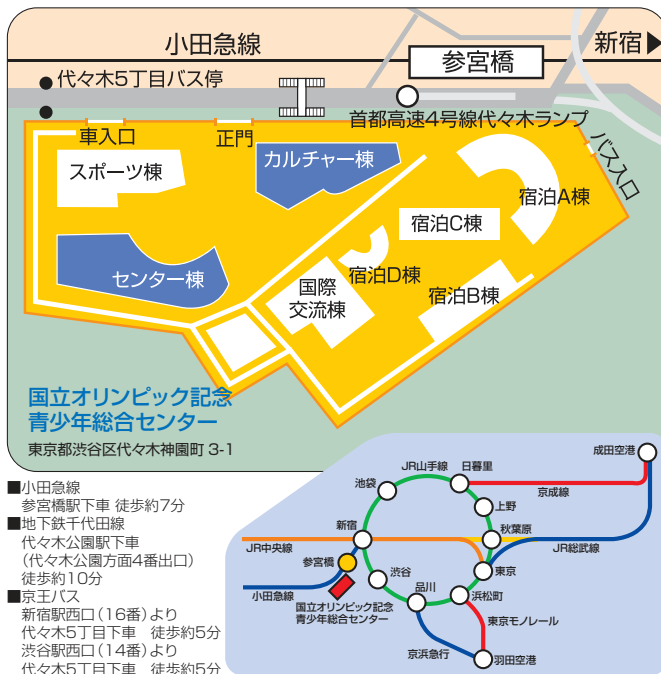 小田急線
参宮橋
新宿▶
代々木5丁目バス停
首都高速4号線代々木ランプ
車入口
正門
バス入口
スポーツ棟
カルチャー棟
宿泊A棟
宿泊C棟
宿泊D棟
センター棟
国際
交流棟
宿泊B棟
国立オリンピック記念
青少年総合センター
東京都渋谷区代々木神園町 3-1
■小田急線
参宮橋駅下車 徒歩約7分
■地下鉄千代田線
代々木公園駅下車
(代々木公園方面4番出口)
徒歩約10分
■京王バス
新宿駅西口(16番)より
代々木5丁目下車　徒歩約5分
渋谷駅西口(14番)より
代々木5丁目下車　徒歩約5分
成田空港
JR山手線
日暮里
池袋
京成線
上野
新宿
秋葉原
JR中央線
JR総武線
参宮橋
東京
渋谷
小田急線
品川
浜松町
国立オリンピック記念
青少年総合センター
東京モノレール
京浜急行
羽田空港